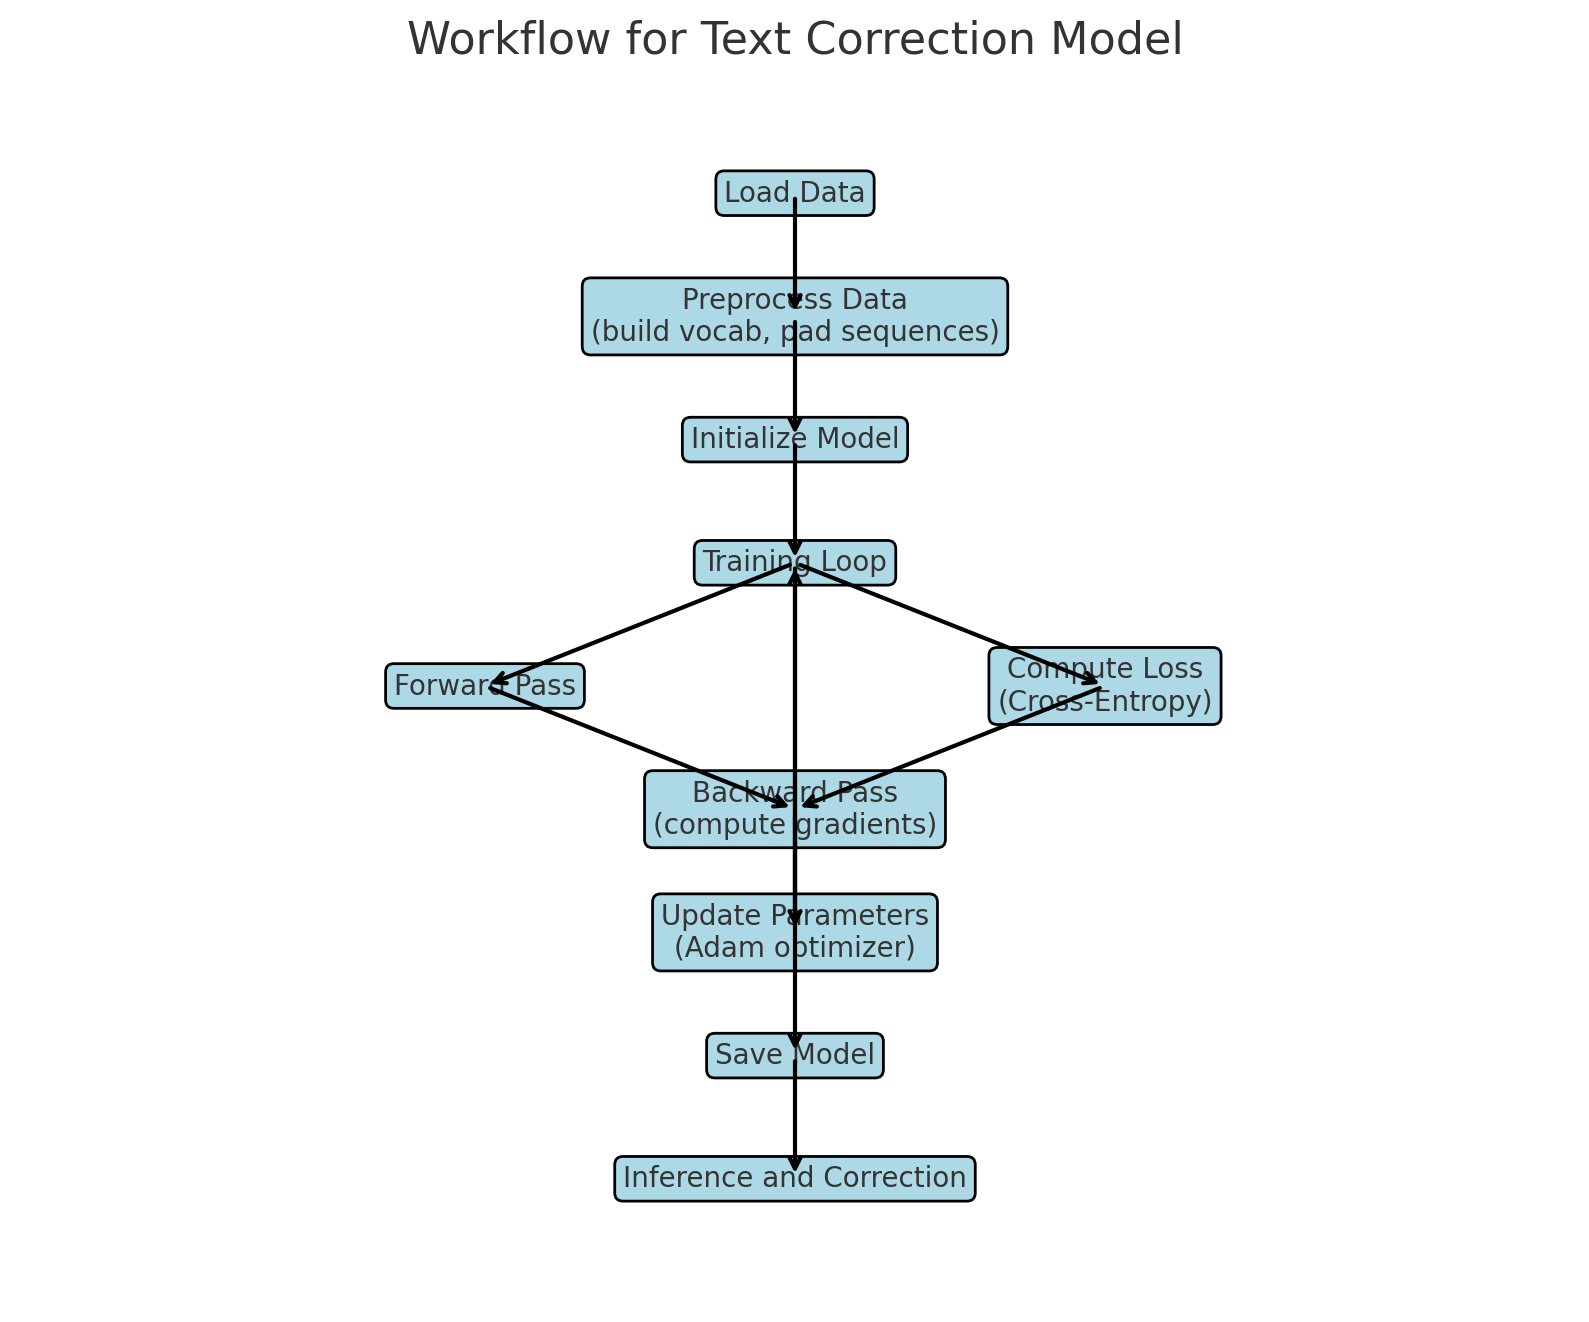 Workflow for Text Correction Model
Load Data
Preprocess Data
(build vocab, pad sequences)
Initialize Model
Training Loop
Forward Pass
Compute Loss
(Cross-Entropy)
Backward Pass
(compute gradients)
Update Parameters
(Adam optimizer)
Save Model
Inference and Correction